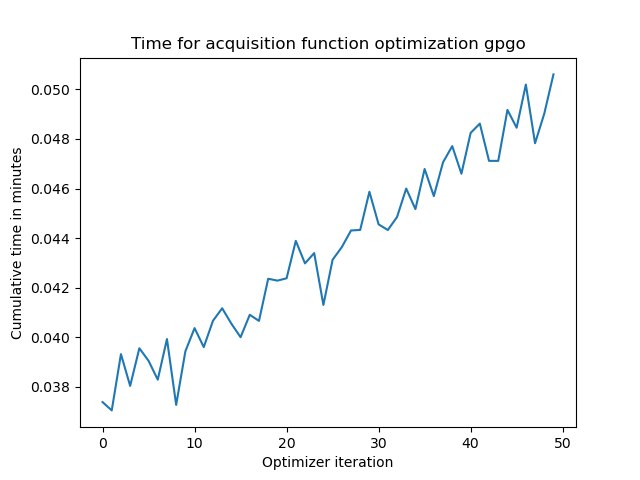 Time for acquisition function optimization gpgo
0.050
0.048
0.046
0.044
0.042
0.040
0.038
Cumulative time in minutes
0 10 20 30 40 50
Optimizer iteration